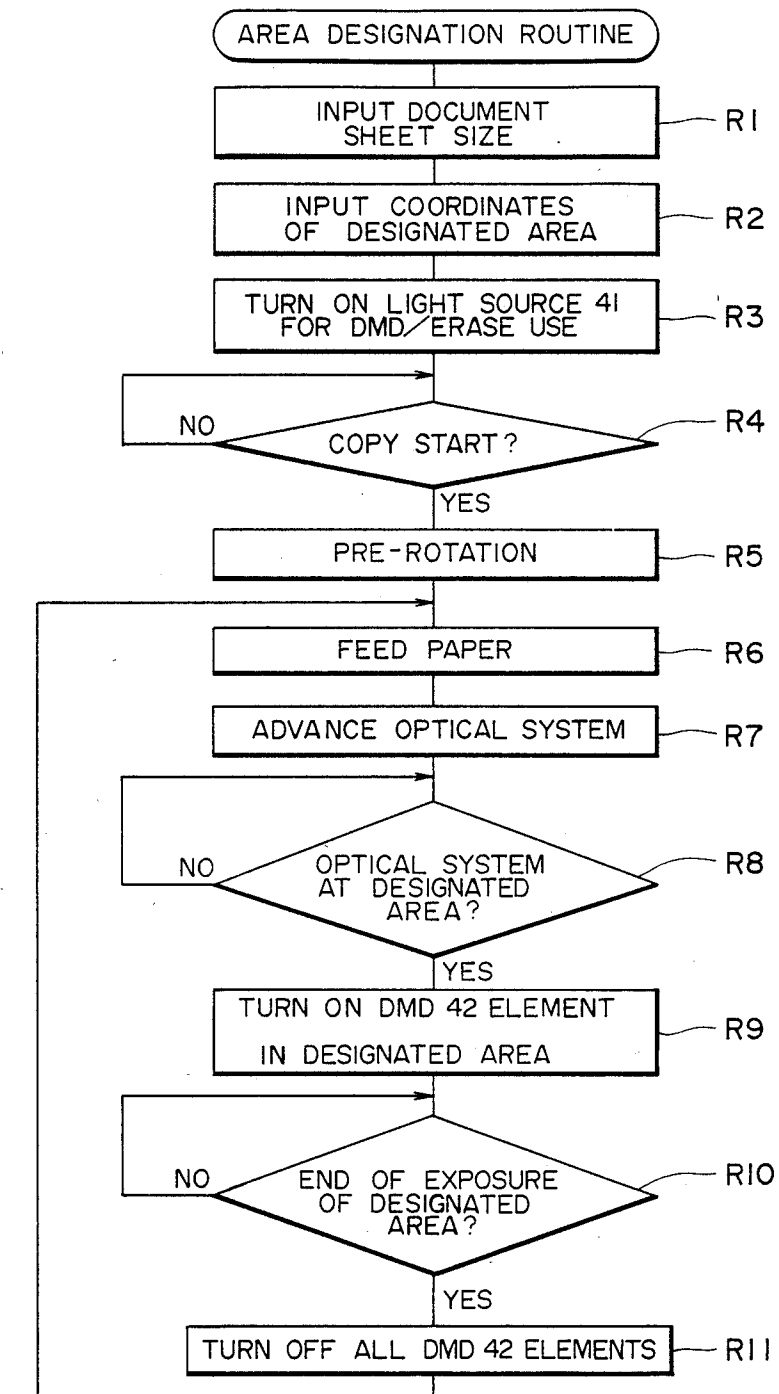 AREA DESIGNATION ROUTINE
INPUT DOCUMENT
SHEET SIZE
R1
INPUT COORDINATES
OF DESIGNATED AREA
R2
TURN ON LIGHT SOURCE 41
FOR DMD/ERASE USE
R3
R4
NO
COPY START?
YES
PRE-ROTATION
R5
FEED PAPER
R6
ADVANCE OPTICAL SYSTEM
R7
R8
NO
OPTICAL SYSTEM
AT DESIGNATED
AREA?
YES
TURN ON DMD 42 ELEMENT
IN DESIGNATED AREA
R9
R10
NO
END OF EXPOSURE
OF DESIGNATED
AREA?
YES
TURN OFF ALL DMD 42 ELEMENTS
R11